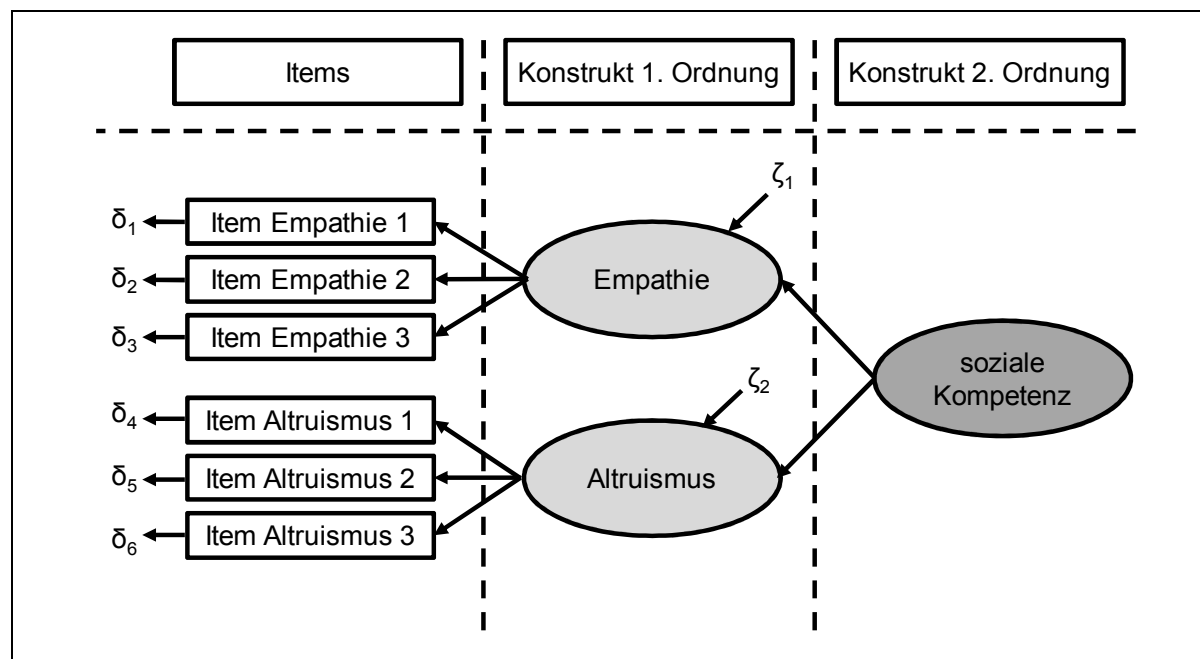 Items
Konstrukt 1. Ordnung
Konstrukt 2. Ordnung
ζ₁
δ₁
Item Empathie 1
δ₂
Item Empathie 2
Empathie
δ₃
Item Empathie 3
soziale
Kompetenz
ζ₂
δ₄
Item Altruismus 1
δ₅
Item Altruismus 2
Altruismus
δ₆
Item Altruismus 3